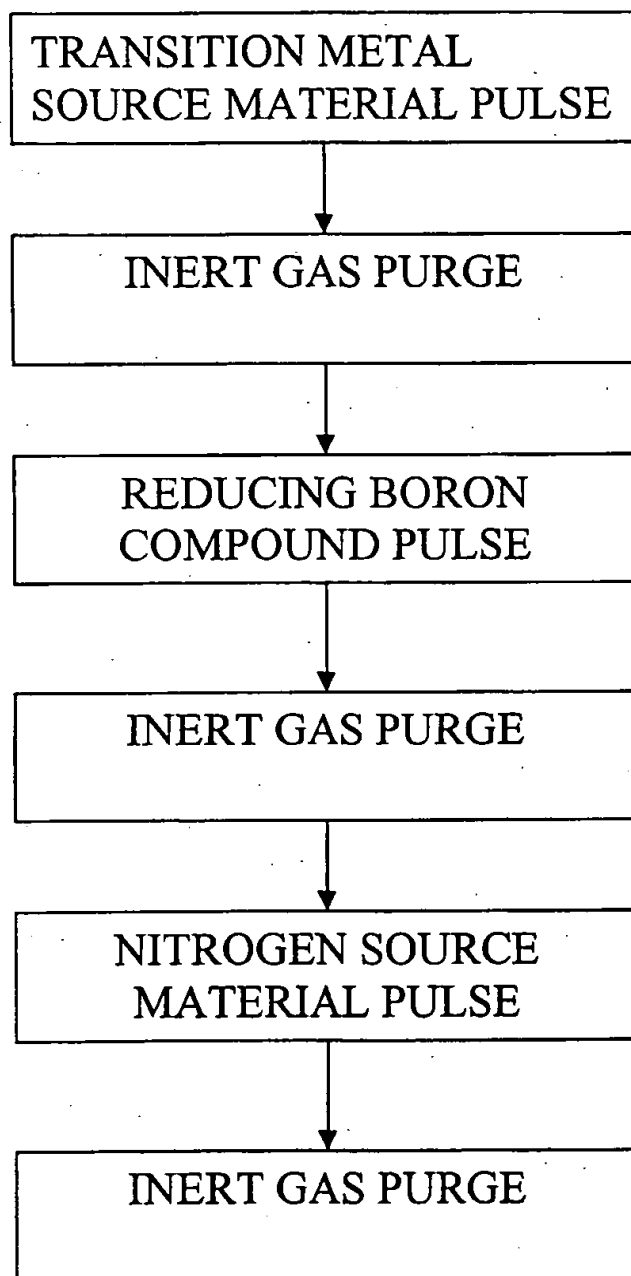 TRANSITION METAL
SOURCE MATERIAL PULSE
INERT GAS PURGE
REDUCING BORON
COMPOUND PULSE
INERT GAS PURGE
NITROGEN SOURCE
MATERIAL PULSE
INERT GAS PURGE